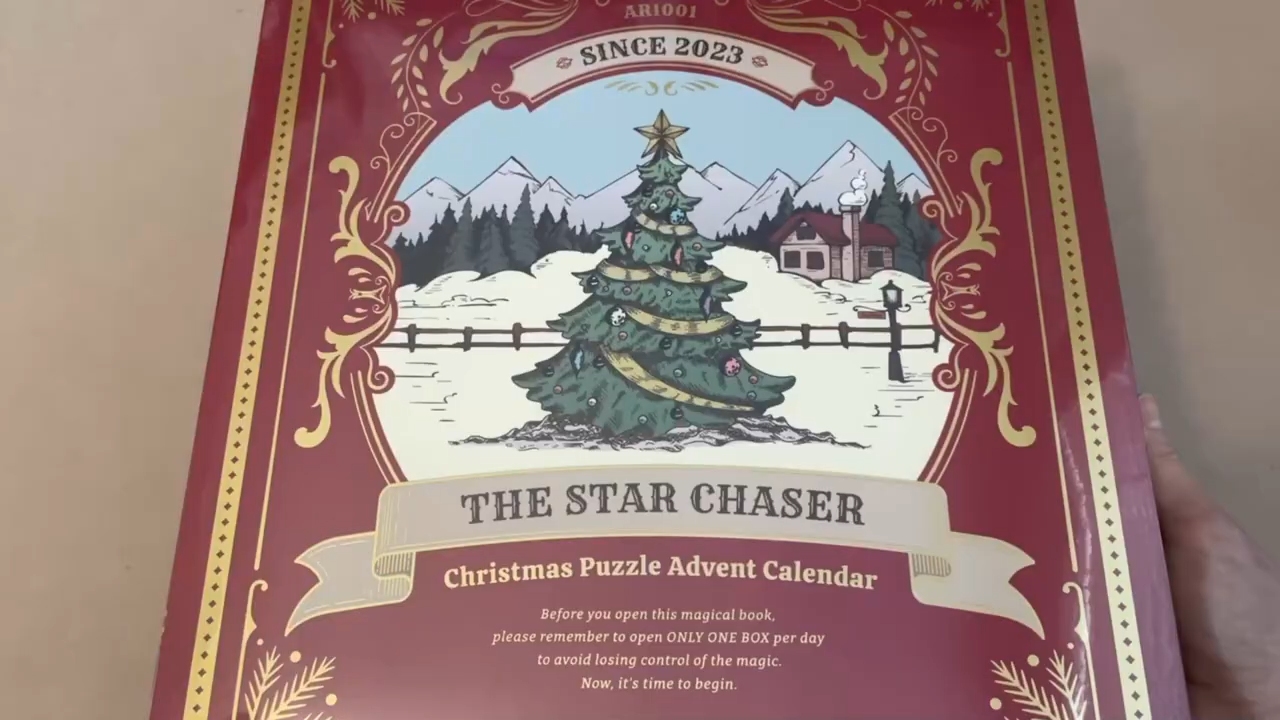 AR1001
SINCE 2023
THE STAR CHASER
Christmas Puzzle Advent Calendar
Before you open this magical book,
please remember to open ONLY ONE BOX per day
to avoid losing control of the magic.
Now, it's time to begin.